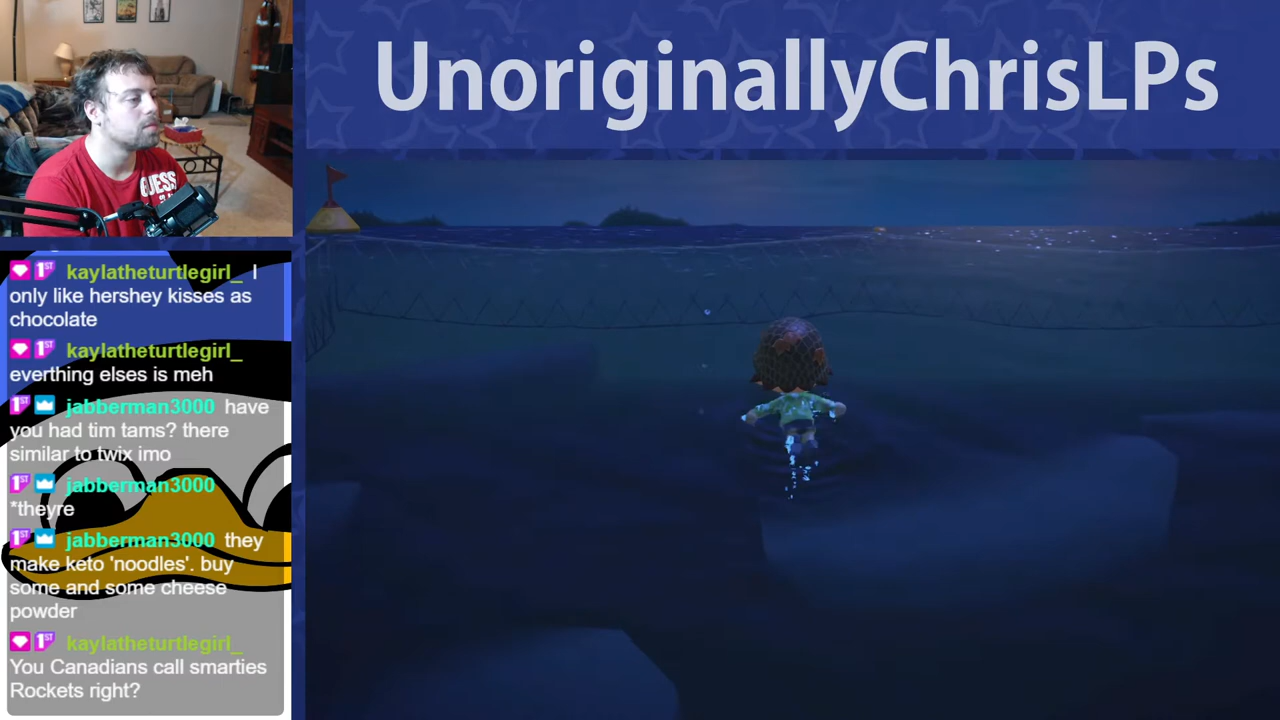 UnoriginallyChrisLPs
GUESS
kaylatheturtlegirl_ I
only like hershey kisses as
chocolate
kaylatheturtlegirl_
everthing elses is meh
jabberman3000 have
you had tim tams? there
similar to twix imo
jabberman3000
*theyre
jabberman3000 they
make keto 'noodles'. buy
some and some cheese
powder
kaylatheturtlegirl_
You Canadians call smarties
Rockets right?